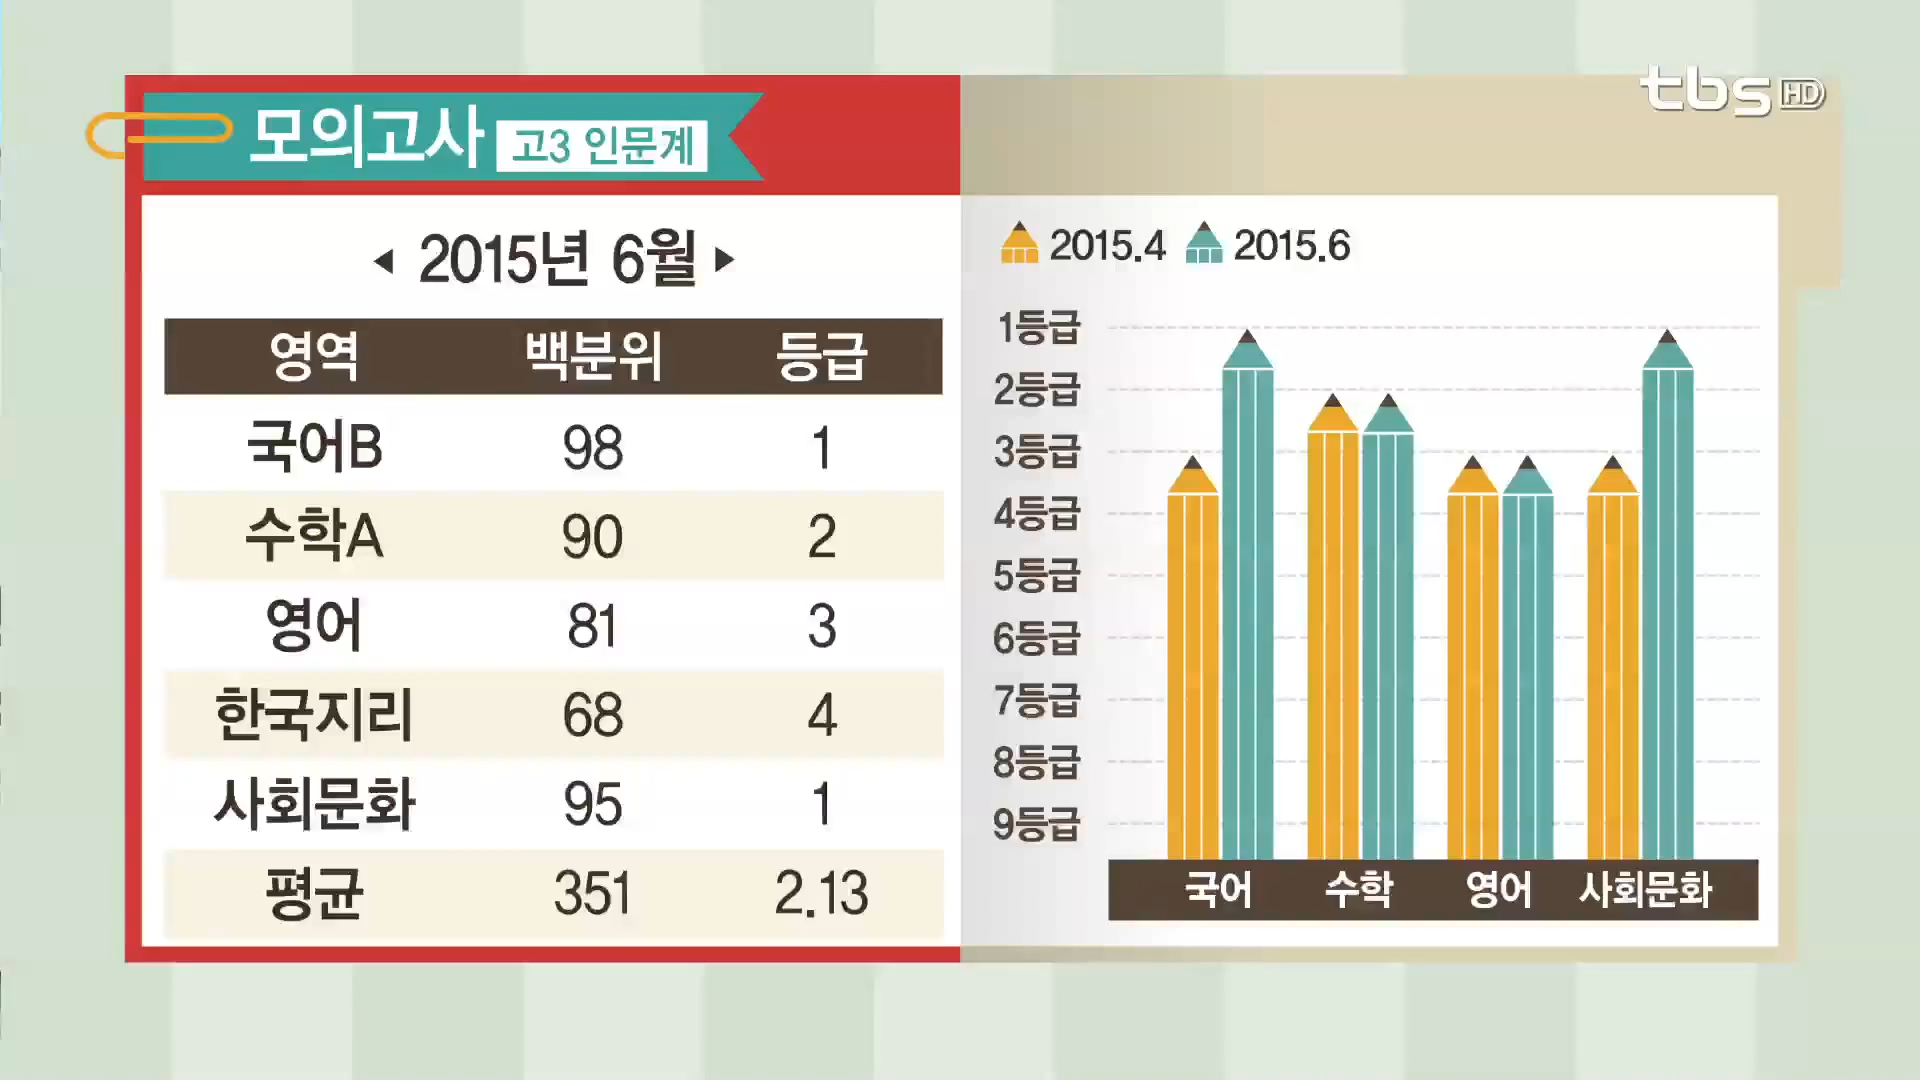 모의고사 고3 인문계
◀ 2015년 6월 ▶
영역 백분위 등급
국어B 98 1
수학A 90 2
영어 81 3
한국지리 68 4
사회문화 95 1
평균 351 2.13
tbs HD
2015.4 2015.6
1등급
2등급
3등급
4등급
5등급
6등급
7등급
8등급
9등급
국어 수학 영어 사회문화